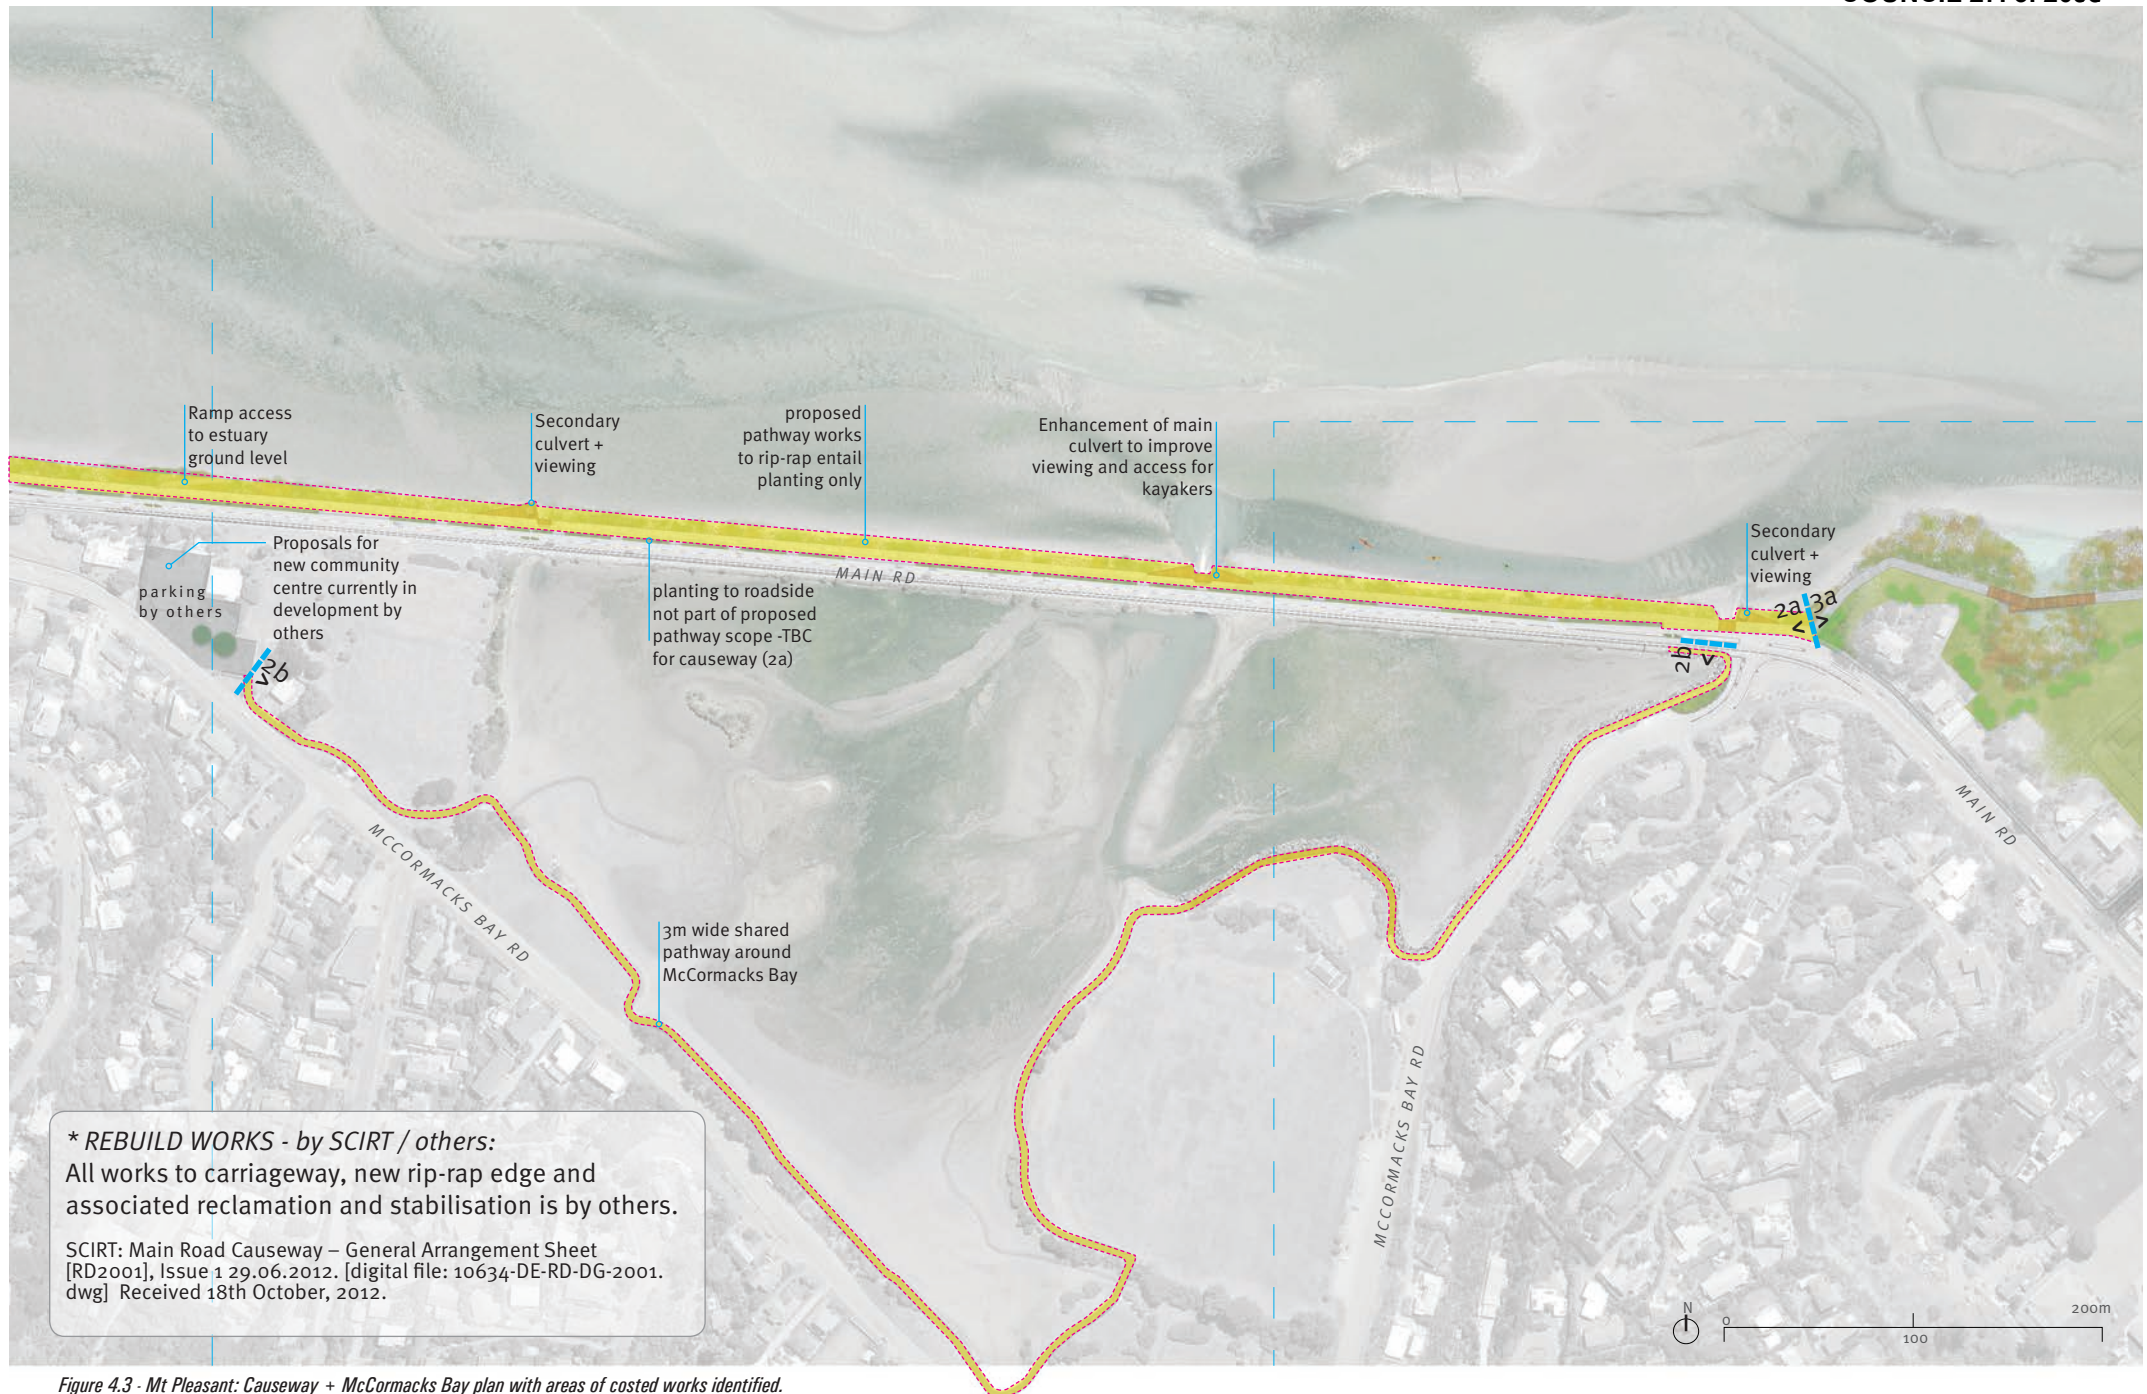 Ramp access
to estuary
ground level
Secondary
culvert +
viewing
proposed
pathway works
to rip-rap entail
planting only
Enhancement of main
culvert to improve
viewing and access for
kayakers
Secondary
culvert +
viewing
Proposals for
new community
centre currently in
development by
others
parking
by others
planting to roadside
not part of proposed
pathway scope -TBC
for causeway (2a)
MAIN RD
2a
3a
2b
2b
MAIN RD
MCCORMACKS BAY RD
3m wide shared
pathway around
McCormacks Bay
MCCORMACKS BAY RD
* REBUILD WORKS - by SCIRT / others:
All works to carriageway, new rip-rap edge and
associated reclamation and stabilisation is by others.
SCIRT: Main Road Causeway – General Arrangement Sheet
[RD2001], Issue 1 29.06.2012. [digital file: 10634-DE-RD-DG-2001.
dwg] Received 18th October, 2012.
N
0
100
200m
Figure 4.3 - Mt Pleasant: Causeway + McCormacks Bay plan with areas of costed works identified.